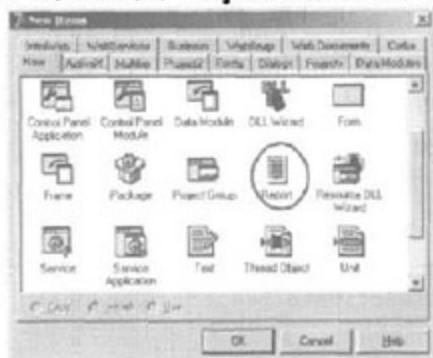 New Items
IntraWeb WebServices Business WebSnap Web Documents Corba
New ActiveX Multitier Project2 Forms Dialogs Projects Data Modules
Control Panel Application Control Panel Module Data Module DLL Wizard Form
Frame Package Project Group Report Resource DLL Wizard
Service Service Application Text Thread Object Unit
Copy Inherit Use
OK Cancel Help